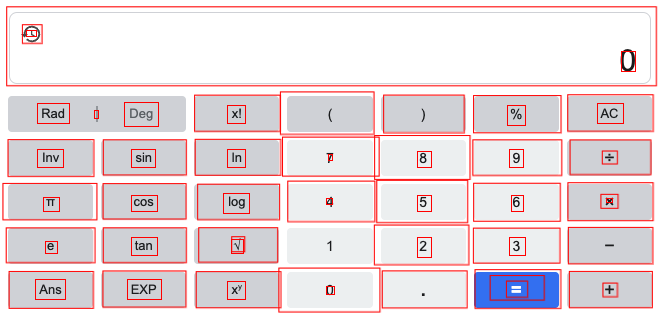 0
Rad | Deg x! ( ) % AC
Inv sin ln 7 8 9 ÷
π cos log 4 5 6 ×
e tan √ 1 2 3 −
Ans EXP xʸ 0 . = +